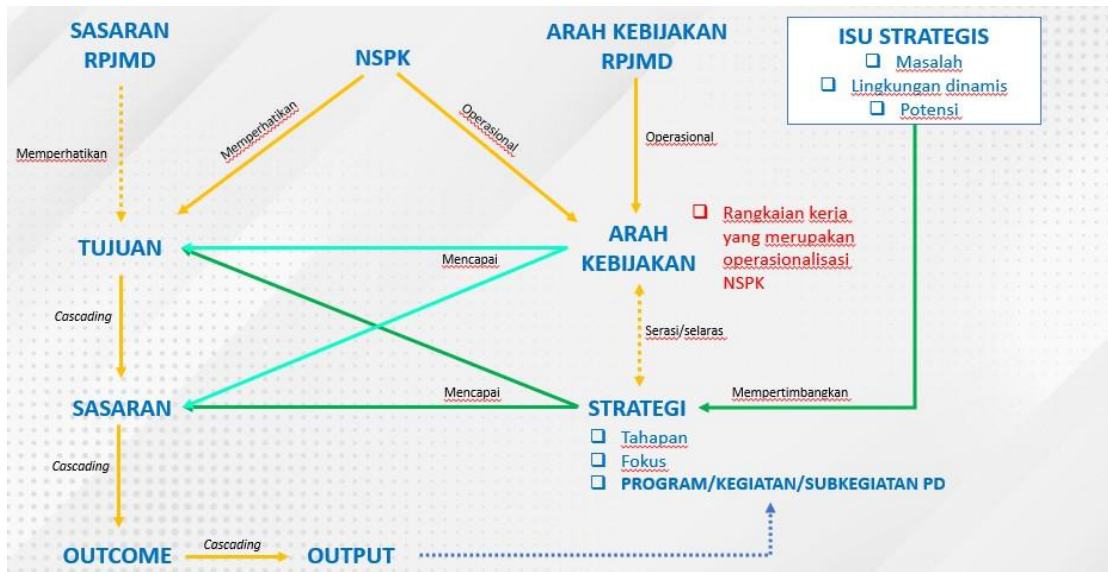 SASARAN
RPJMD
NSPK
ARAH KEBIJAKAN
RPJMD
ISU STRATEGIS
Masalah
Lingkungan dinamis
Potensi
Memperhatikan
Memperhatikan
Operasional
Operasional
TUJUAN
Mencapai
ARAH
KEBIJAKAN
Rangkaian kerja
yang merupakan
operasionalisasi
NSPK
Cascading
Serasi/selaras
SASARAN
Mencapai
STRATEGI
Mempertimbangkan
Tahapan
Fokus
PROGRAM/KEGIATAN/SUBKEGIATAN PD
Cascading
OUTCOME
Cascading
OUTPUT